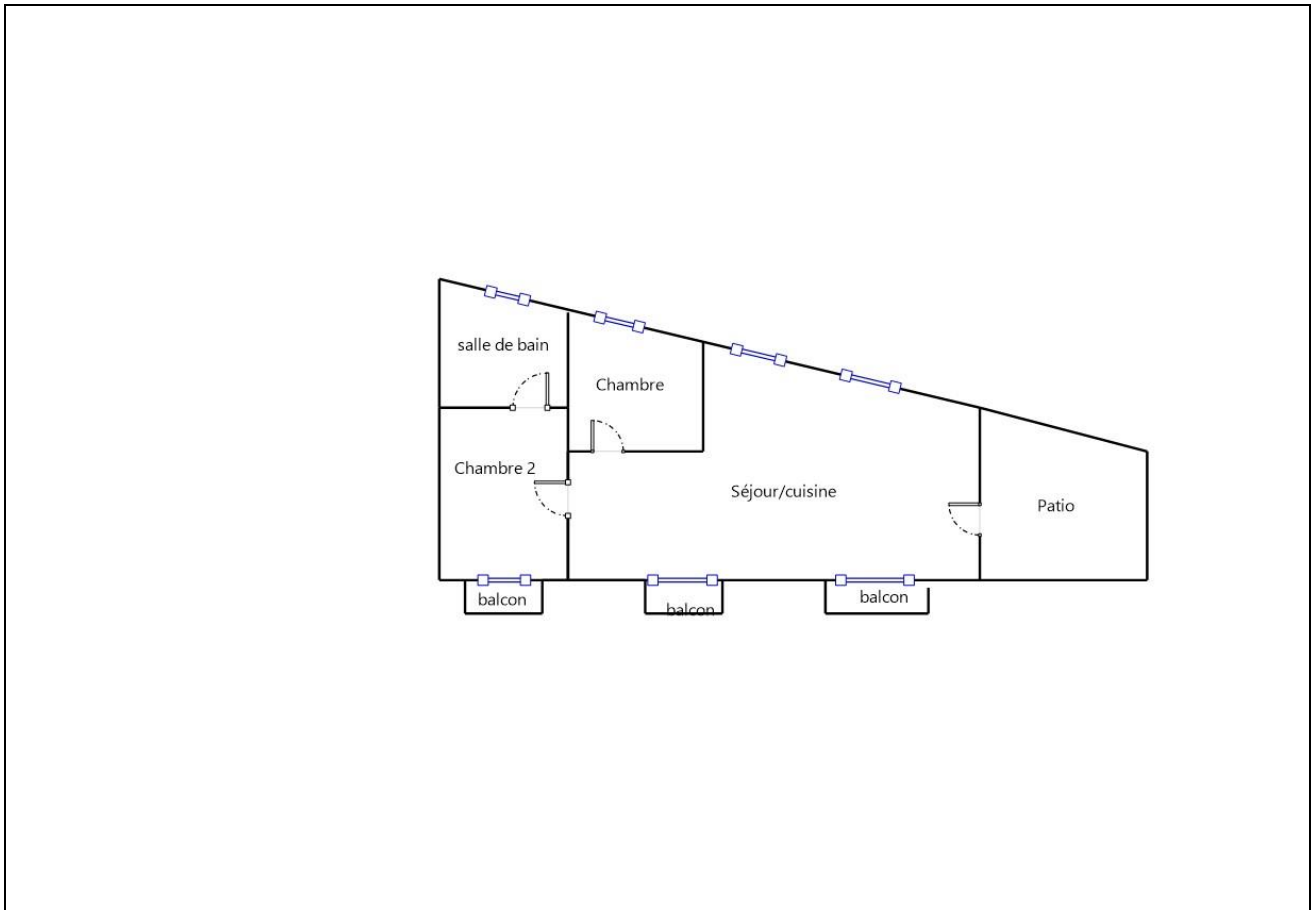 salle de bain
Chambre
Chambre 2
Séjour/cuisine
Patio
balcon
balcon
balcon